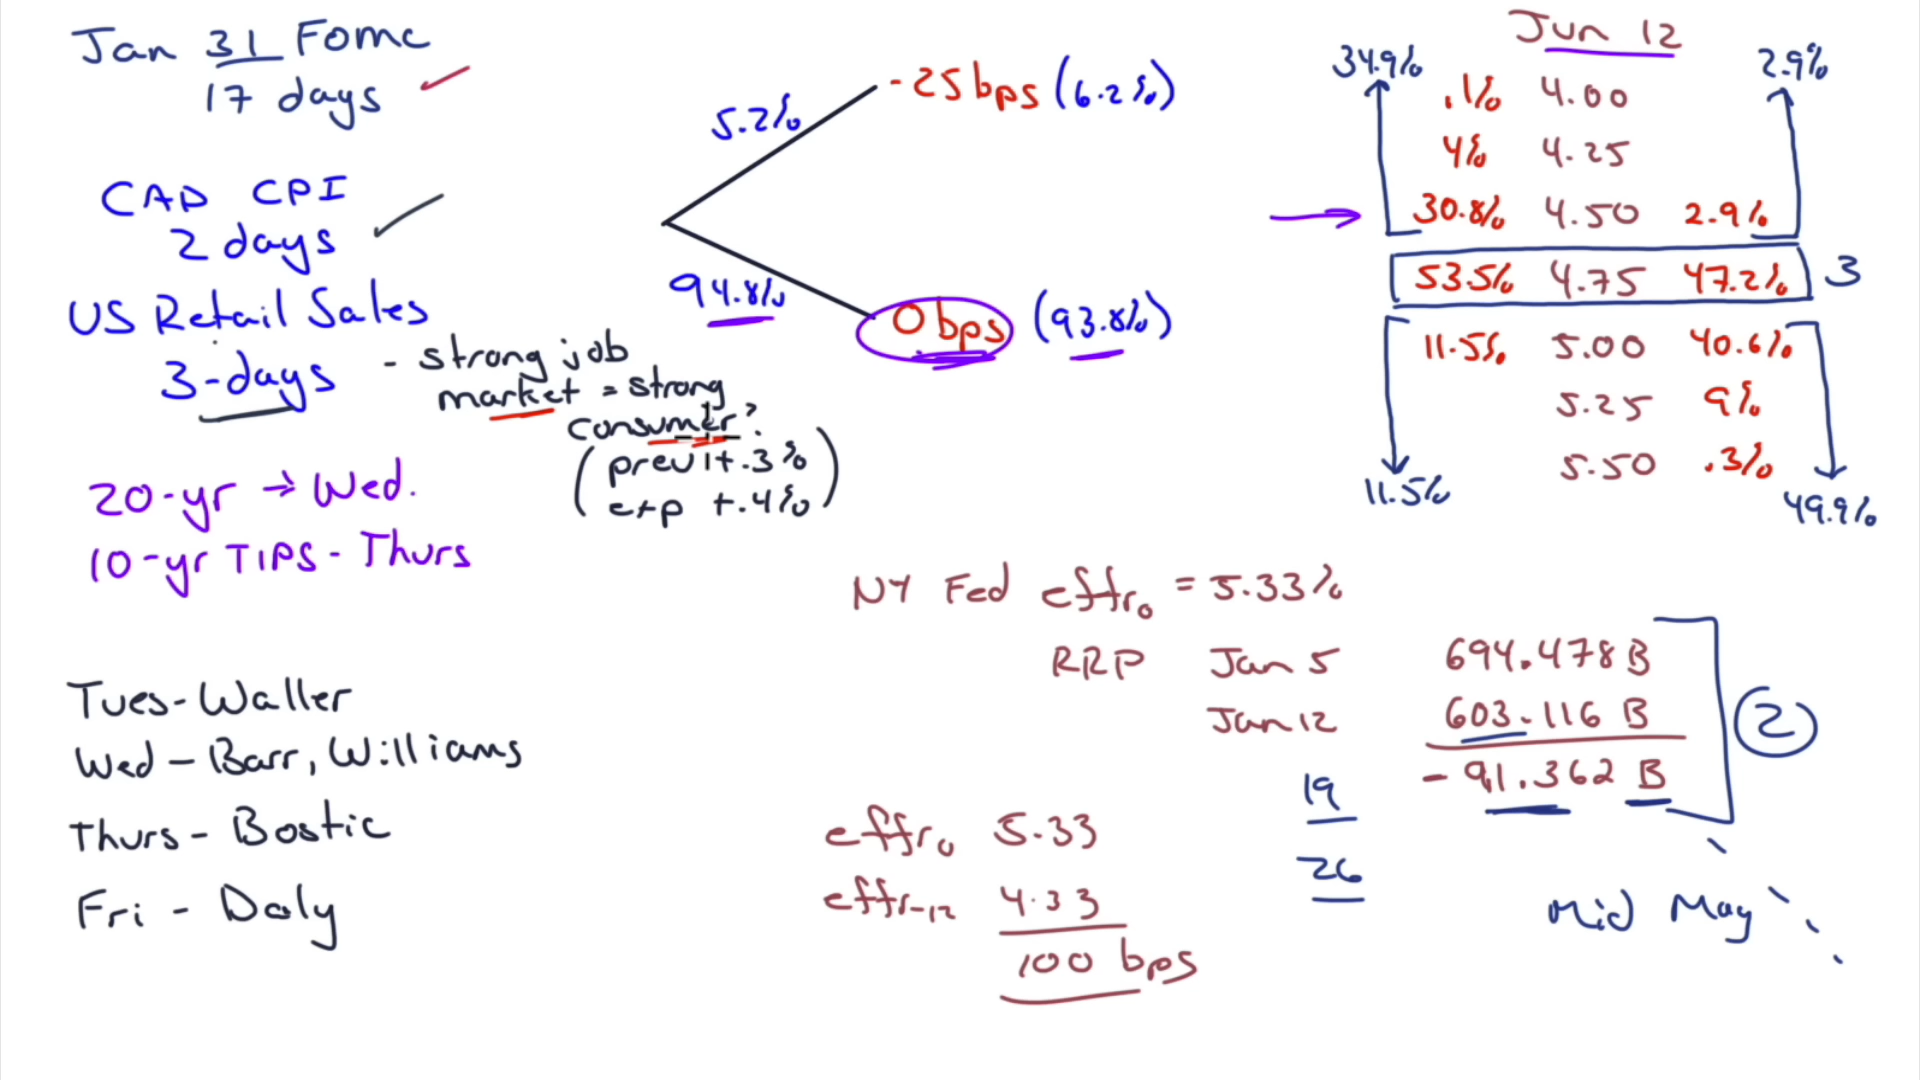 Jan 31 Fomc
17 days
CAD CPI
2 days
US Retail Sales
3-days
- strong job
market = strong
consumer?
(prev +.3%
exp +.4%)
20-yr → Wed.
10-yr TIPS - Thurs
Tues - Waller
Wed - Barr, Williams
Thurs - Bostic
Fri - Daly
5.2%
-25 bps (6.2%)
94.8%
0 bps (93.8%)
Jun 12
34.9%
2.9%
.1% 4.00
4% 4.25
→ 30.8% 4.50 2.9%
53.5% 4.75 47.2% 3
11.5% 5.00 40.6%
5.25 9%
5.50 .3%
11.5%
49.9%
NY Fed effr₀ = 5.33%
RRP Jan 5 694.478 B
Jan 12 603.116 B
- 91.362 B
2
19
26
effr₀ 5.33
effr-12 4.33
100 bps
Mid May